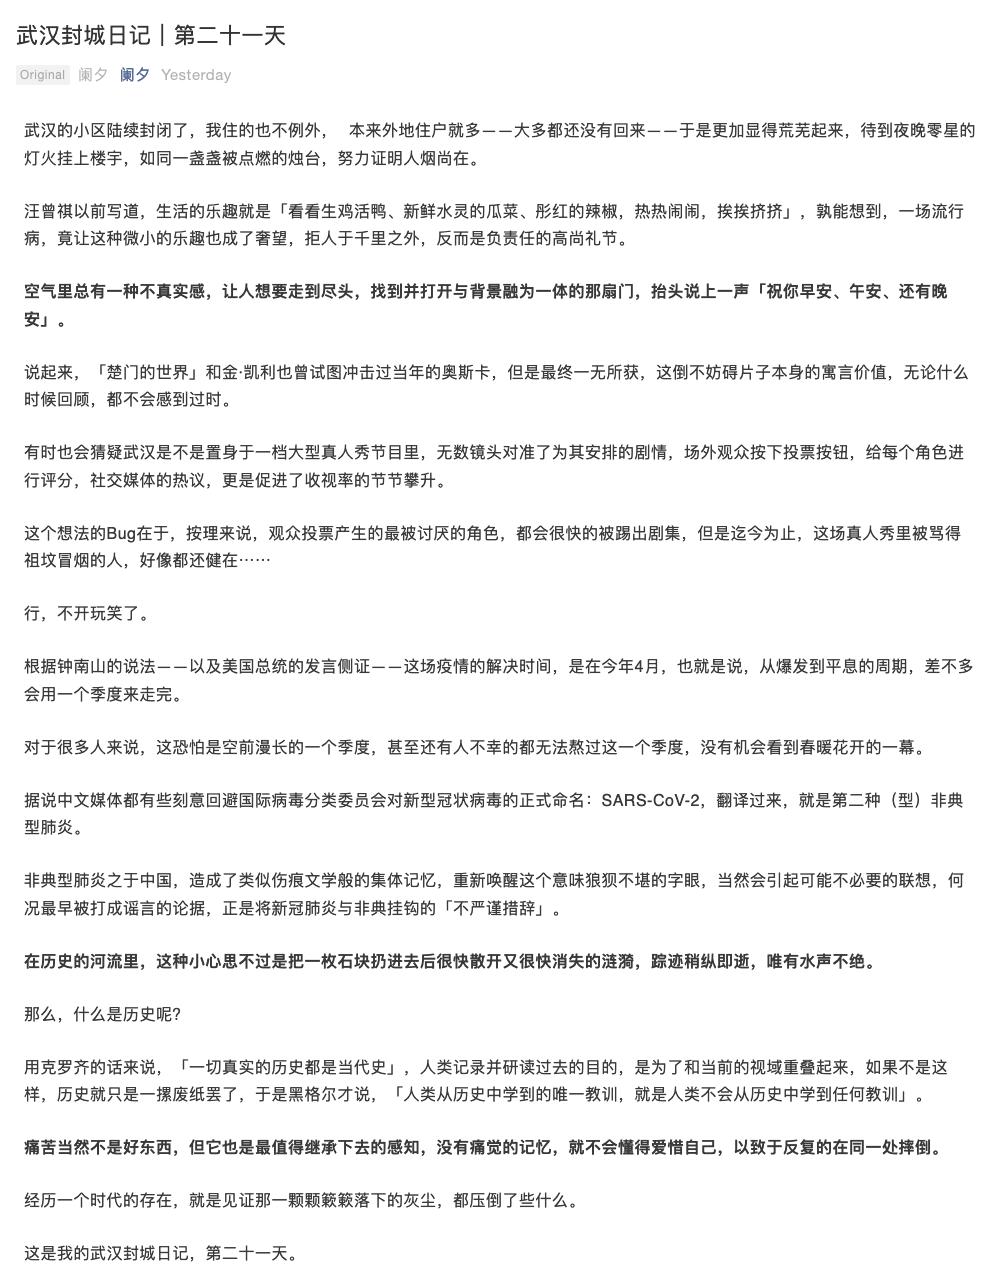 武汉封城日记 | 第二十一天
Original 阑夕 阑夕 Yesterday
武汉的小区陆续封闭了，我住的也不例外， 本来外地住户就多——大多都还没有回来——于是更加显得荒芜起来，待到夜晚零星的
灯火挂上楼宇，如同一盏盏被点燃的烛台，努力证明人烟尚在。
汪曾祺以前写道，生活的乐趣就是「看看生鸡活鸭、新鲜水灵的瓜菜、彤红的辣椒，热热闹闹，挨挨挤挤」，孰能想到，一场流行
病，竟让这种微小的乐趣也成了奢望，拒人于千里之外，反而是负责任的高尚礼节。
空气里总有一种不真实感，让人想要走到尽头，找到并打开与背景融为一体的那扇门，抬头说上一声「祝你早安、午安、还有晚
安」。
说起来，「楚门的世界」和金·凯利也曾试图冲击过当年的奥斯卡，但是最终一无所获，这倒不妨碍片子本身的寓言价值，无论什么
时候回顾，都不会感到过时。
有时也会猜疑武汉是不是置身于一档大型真人秀节目里，无数镜头对准了为其安排的剧情，场外观众按下投票按钮，给每个角色进
行评分，社交媒体的热议，更是促进了收视率的节节攀升。
这个想法的Bug在于，按理来说，观众投票产生的最被讨厌的角色，都会很快的被踢出剧集，但是迄今为止，这场真人秀里被骂得
祖坟冒烟的人，好像都还健在……
行，不开玩笑了。
根据钟南山的说法——以及美国总统的发言侧证——这场疫情的解决时间，是在今年4月，也就是说，从爆发到平息的周期，差不多
会用一个季度来走完。
对于很多人来说，这恐怕是空前漫长的一个季度，甚至还有人不幸的都无法熬过这一个季度，没有机会看到春暖花开的一幕。
据说中文媒体都有些刻意回避国际病毒分类委员会对新型冠状病毒的正式命名：SARS-CoV-2，翻译过来，就是第二种（型）非典
型肺炎。
非典型肺炎之于中国，造成了类似伤痕文学般的集体记忆，重新唤醒这个意味狼狈不堪的字眼，当然会引起可能不必要的联想，何
况最早被打成谣言的论据，正是将新冠肺炎与非典挂钩的「不严谨措辞」。
在历史的河流里，这种小心思不过是把一枚石块扔进去后很快散开又很快消失的涟漪，踪迹稍纵即逝，唯有水声不绝。
那么，什么是历史呢?
用克罗齐的话来说，「一切真实的历史都是当代史」，人类记录并研读过去的目的，是为了和当前的视域重叠起来，如果不是这
样，历史就只是一摞废纸罢了，于是黑格尔才说，「人类从历史中学到的唯一教训，就是人类不会从历史中学到任何教训」。
痛苦当然不是好东西，但它也是最值得继承下去的感知，没有痛觉的记忆，就不会懂得爱惜自己，以致于反复的在同一处摔倒。
经历一个时代的存在，就是见证那一颗颗簌簌落下的灰尘，都压倒了些什么。
这是我的武汉封城日记，第二十一天。